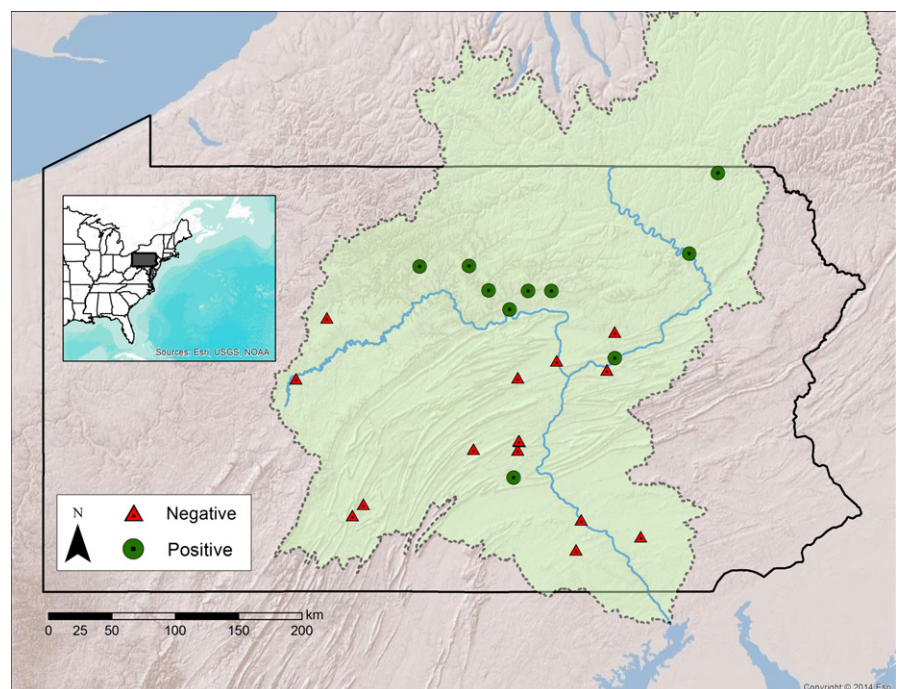 Sources: Esri, USGS, NOAA
N
Negative
Positive
km
0 25 50 100 150 200
Copyright:© 2014 Esri